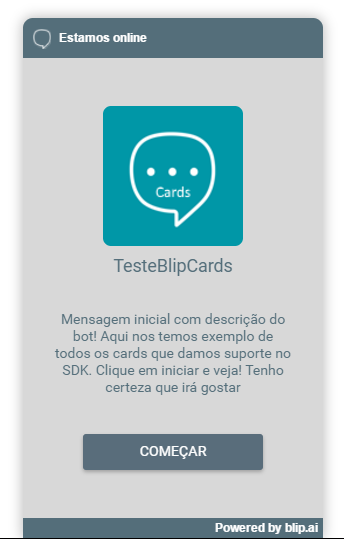 Estamos online
Cards
TesteBlipCards
Mensagem inicial com descrição do
bot! Aqui nos temos exemplo de
todos os cards que damos suporte no
SDK. Clique em iniciar e veja! Tenho
certeza que irá gostar
COMEÇAR
Powered by blip.ai